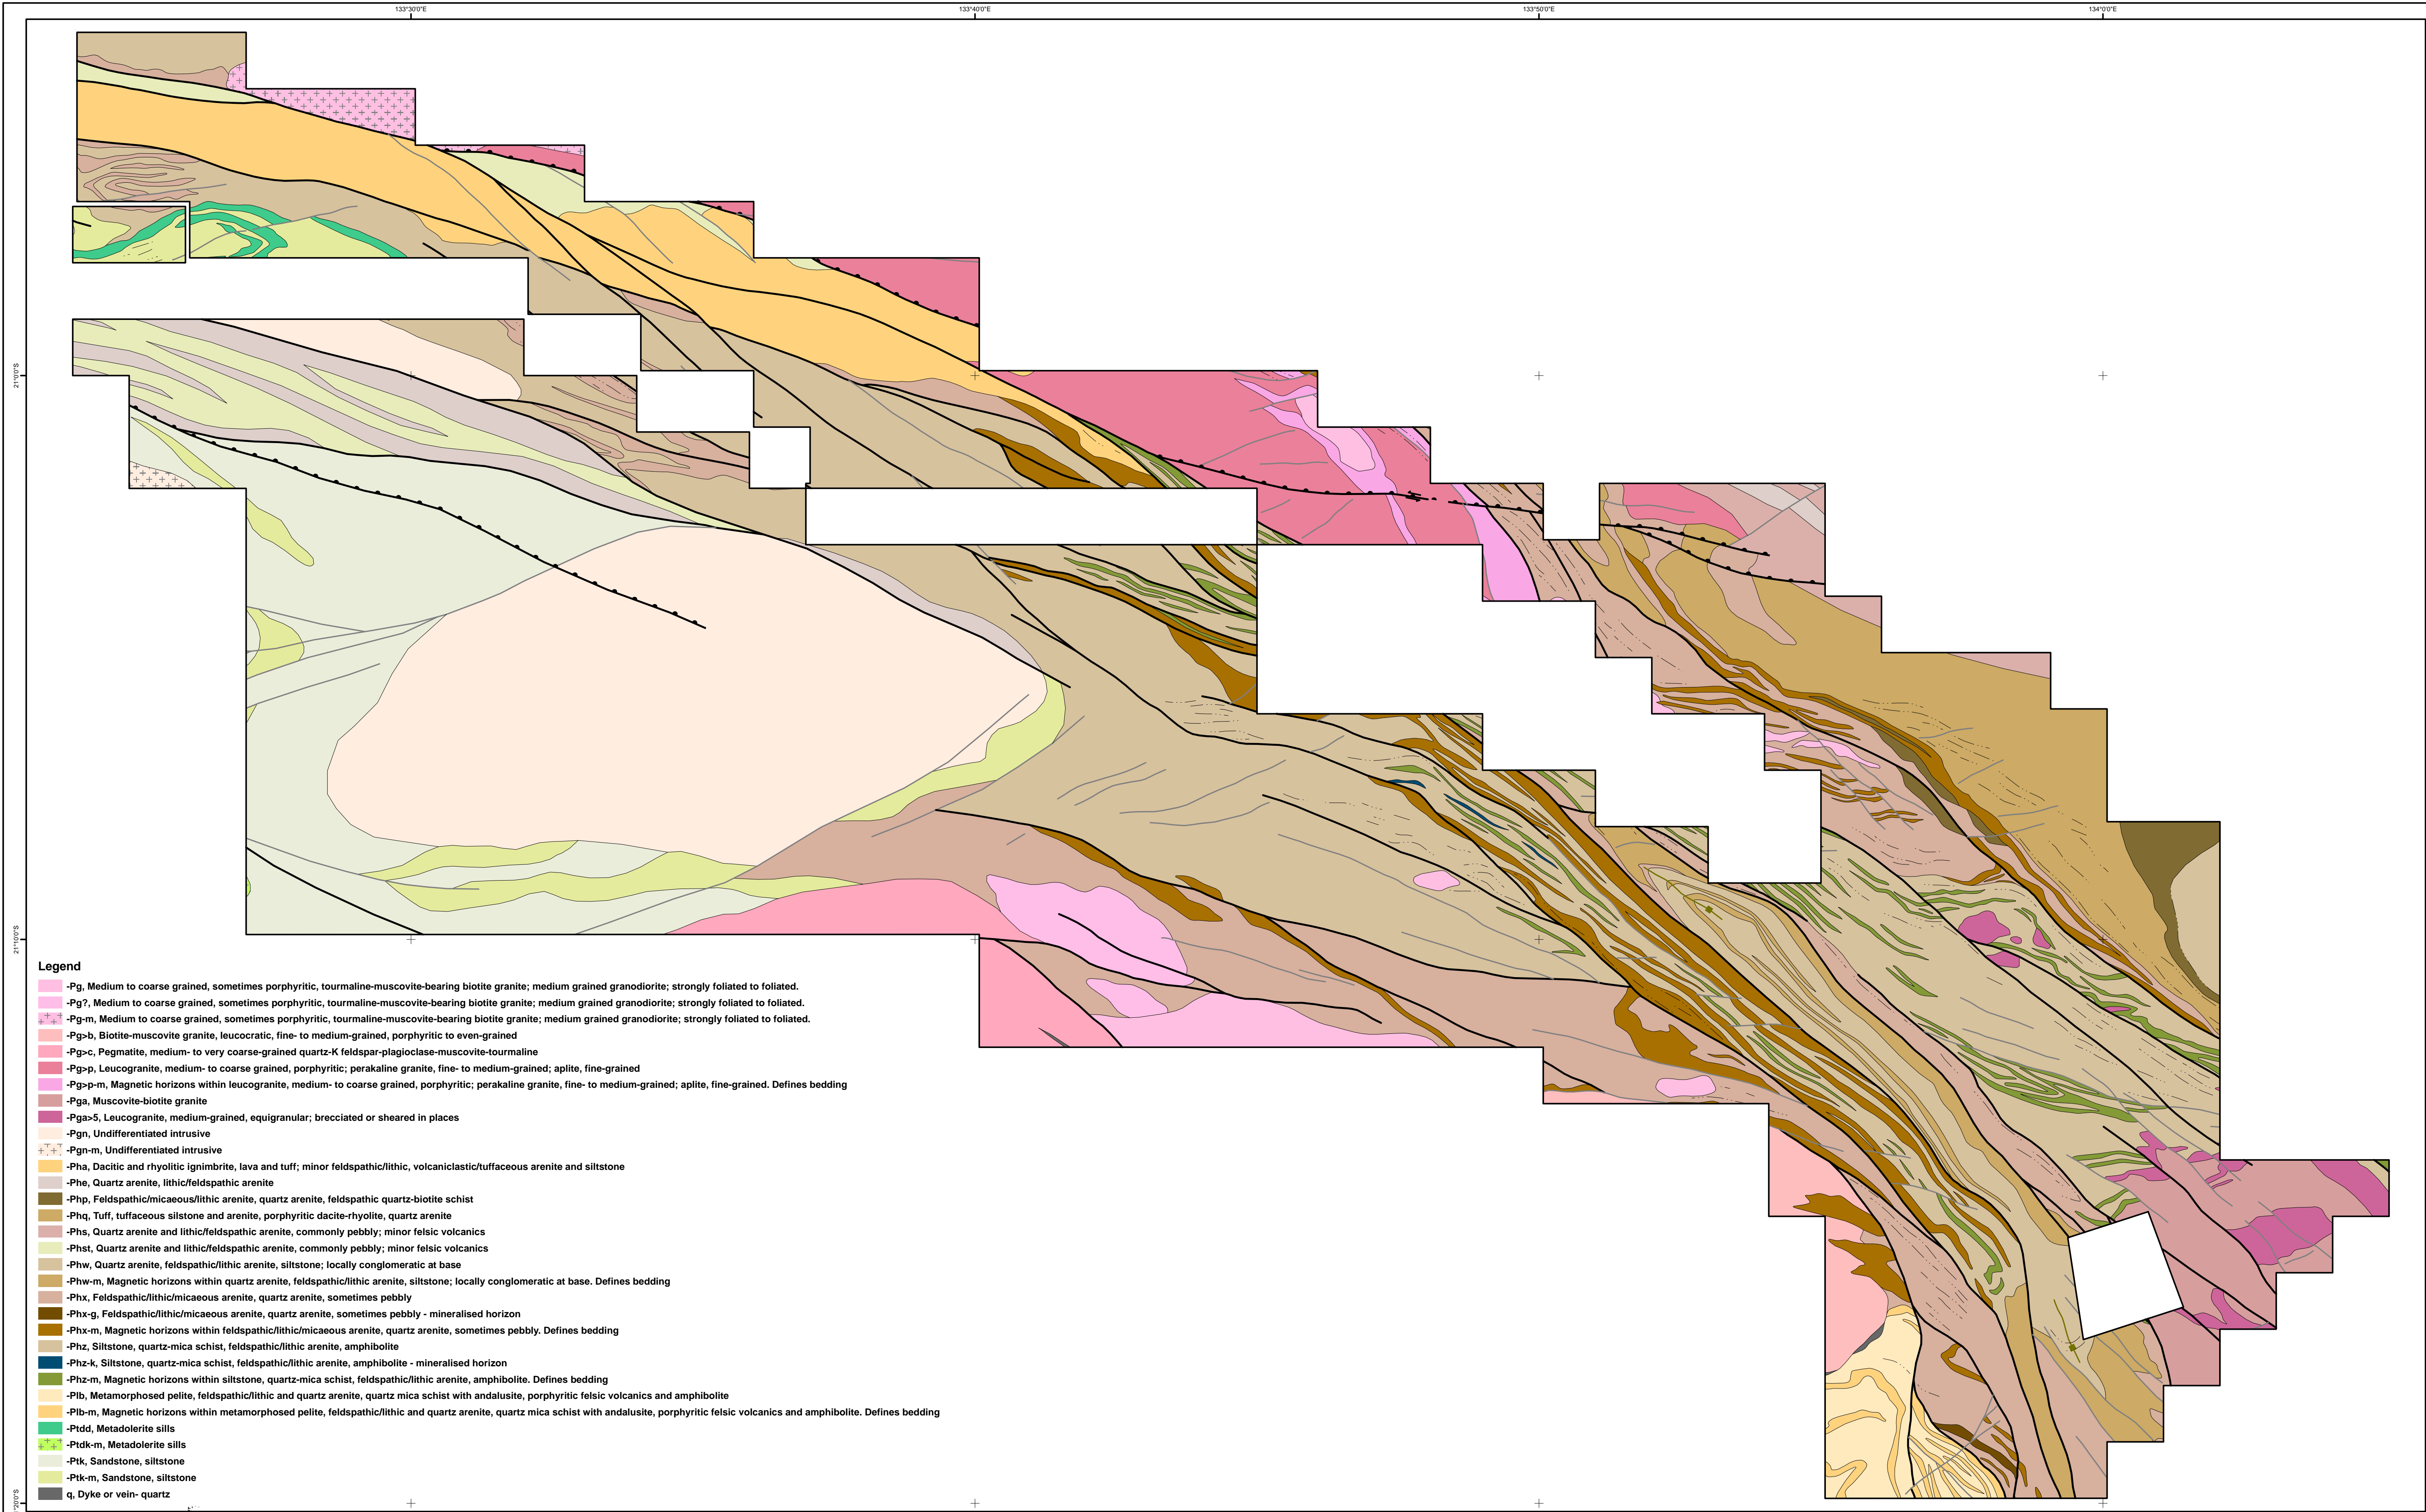 133°30'0"E
133°40'0"E
133°50'0"E
134°0'0"E
21°0'0"S
21°10'0"S
Legend
-Pg, Medium to coarse grained, sometimes porphyritic, tourmaline-muscovite-bearing biotite granite; medium grained granodiorite; strongly foliated to foliated.
-Pg?, Medium to coarse grained, sometimes porphyritic, tourmaline-muscovite-bearing biotite granite; medium grained granodiorite; strongly foliated to foliated.
-Pg-m, Medium to coarse grained, sometimes porphyritic, tourmaline-muscovite-bearing biotite granite; medium grained granodiorite; strongly foliated to foliated.
-Pg>b, Biotite-muscovite granite, leucocratic, fine- to medium-grained, porphyritic to even-grained
-Pg>c, Pegmatite, medium- to very coarse-grained quartz-K feldspar-plagioclase-muscovite-tourmaline
-Pg>p, Leucogranite, medium- to coarse grained, porphyritic; perakaline granite, fine- to medium-grained; aplite, fine-grained
-Pg>p-m, Magnetic horizons within leucogranite, medium- to coarse grained, porphyritic; perakaline granite, fine- to medium-grained; aplite, fine-grained. Defines bedding
-Pga, Muscovite-biotite granite
-Pga>5, Leucogranite, medium-grained, equigranular; brecciated or sheared in places
-Pgn, Undifferentiated intrusive
-Pgn-m, Undifferentiated intrusive
-Pha, Dacitic and rhyolitic ignimbrite, lava and tuff; minor feldspathic/lithic, volcaniclastic/tuffaceous arenite and siltstone
-Phe, Quartz arenite, lithic/feldspathic arenite
-Php, Feldspathic/micaeous/lithic arenite, quartz arenite, feldspathic quartz-biotite schist
-Phq, Tuff, tuffaceous silstone and arenite, porphyritic dacite-rhyolite, quartz arenite
-Phs, Quartz arenite and lithic/feldspathic arenite, commonly pebbly; minor felsic volcanics
-Phst, Quartz arenite and lithic/feldspathic arenite, commonly pebbly; minor felsic volcanics
-Phw, Quartz arenite, feldspathic/lithic arenite, siltstone; locally conglomeratic at base
-Phw-m, Magnetic horizons within quartz arenite, feldspathic/lithic arenite, siltstone; locally conglomeratic at base. Defines bedding
-Phx, Feldspathic/lithic/micaeous arenite, quartz arenite, sometimes pebbly
-Phx-g, Feldspathic/lithic/micaeous arenite, quartz arenite, sometimes pebbly - mineralised horizon
-Phx-m, Magnetic horizons within feldspathic/lithic/micaeous arenite, quartz arenite, sometimes pebbly. Defines bedding
-Phz, Siltstone, quartz-mica schist, feldspathic/lithic arenite, amphibolite
-Phz-k, Siltstone, quartz-mica schist, feldspathic/lithic arenite, amphibolite - mineralised horizon
-Phz-m, Magnetic horizons within siltstone, quartz-mica schist, feldspathic/lithic arenite, amphibolite. Defines bedding
-Plb, Metamorphosed pelite, feldspathic/lithic and quartz arenite, quartz mica schist with andalusite, porphyritic felsic volcanics and amphibolite
-Plb-m, Magnetic horizons within metamorphosed pelite, feldspathic/lithic and quartz arenite, quartz mica schist with andalusite, porphyritic felsic volcanics and amphibolite. Defines bedding
-Ptdd, Metadolerite sills
-Ptdk-m, Metadolerite sills
-Ptk, Sandstone, siltstone
-Ptk-m, Sandstone, siltstone
q, Dyke or vein- quartz